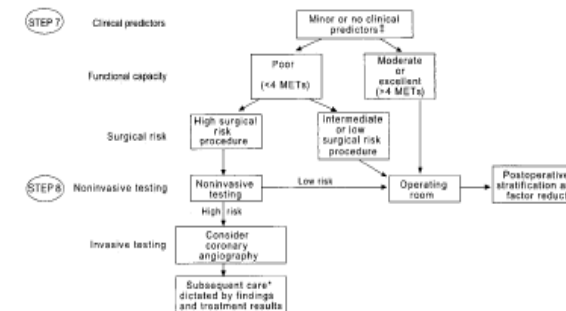 STEP 7
Clinical predictors
Minor or no clinical
predictors‡
Functional capacity
Poor
(<4 METs)
Moderate
or
excellent
(>4 METs)
Surgical risk
High surgical
risk
procedure
Intermediate
or low
surgical risk
procedure
STEP 8
Noninvasive testing
Noninvasive
testing
Low risk
Operating
room
Postoperative
stratification
factor
High risk
Invasive testing
Consider
coronary
angiography
Subsequent care*
dictated by findings
and treatment results